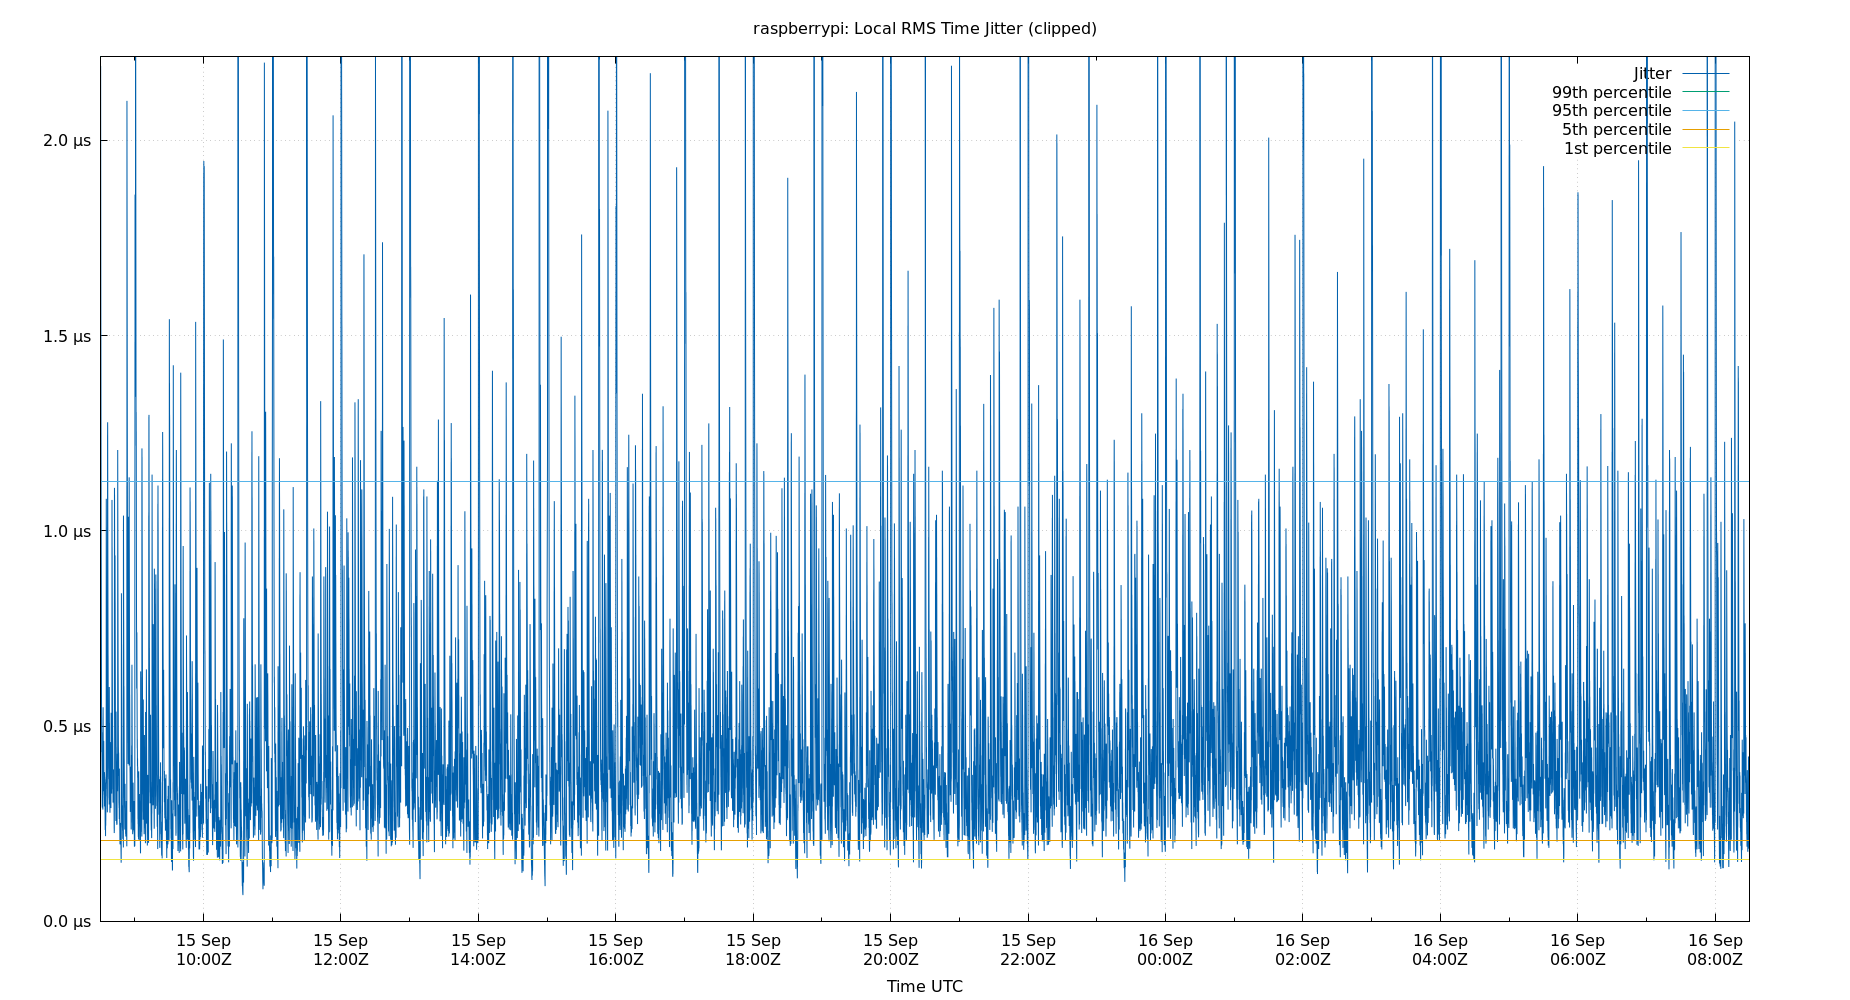 raspberrypi: Local RMS Time Jitter (clipped)
Jitter
99th percentile
95th percentile
5th percentile
1st percentile
2.0 µs
1.5 µs
1.0 µs
0.5 µs
0.0 µs
15 Sep 15 Sep 15 Sep 15 Sep 15 Sep 15 Sep 15 Sep 16 Sep 16 Sep 16 Sep 16 Sep 16 Sep
10:00Z 12:00Z 14:00Z 16:00Z 18:00Z 20:00Z 22:00Z 00:00Z 02:00Z 04:00Z 06:00Z 08:00Z
Time UTC